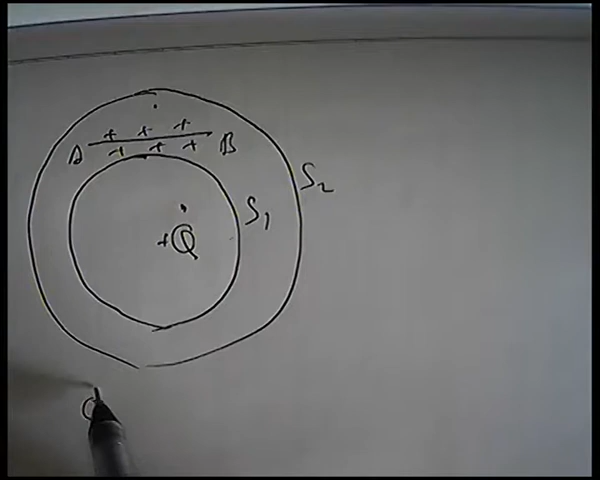 + + +
A B
+ + +
S2
S1
+Q